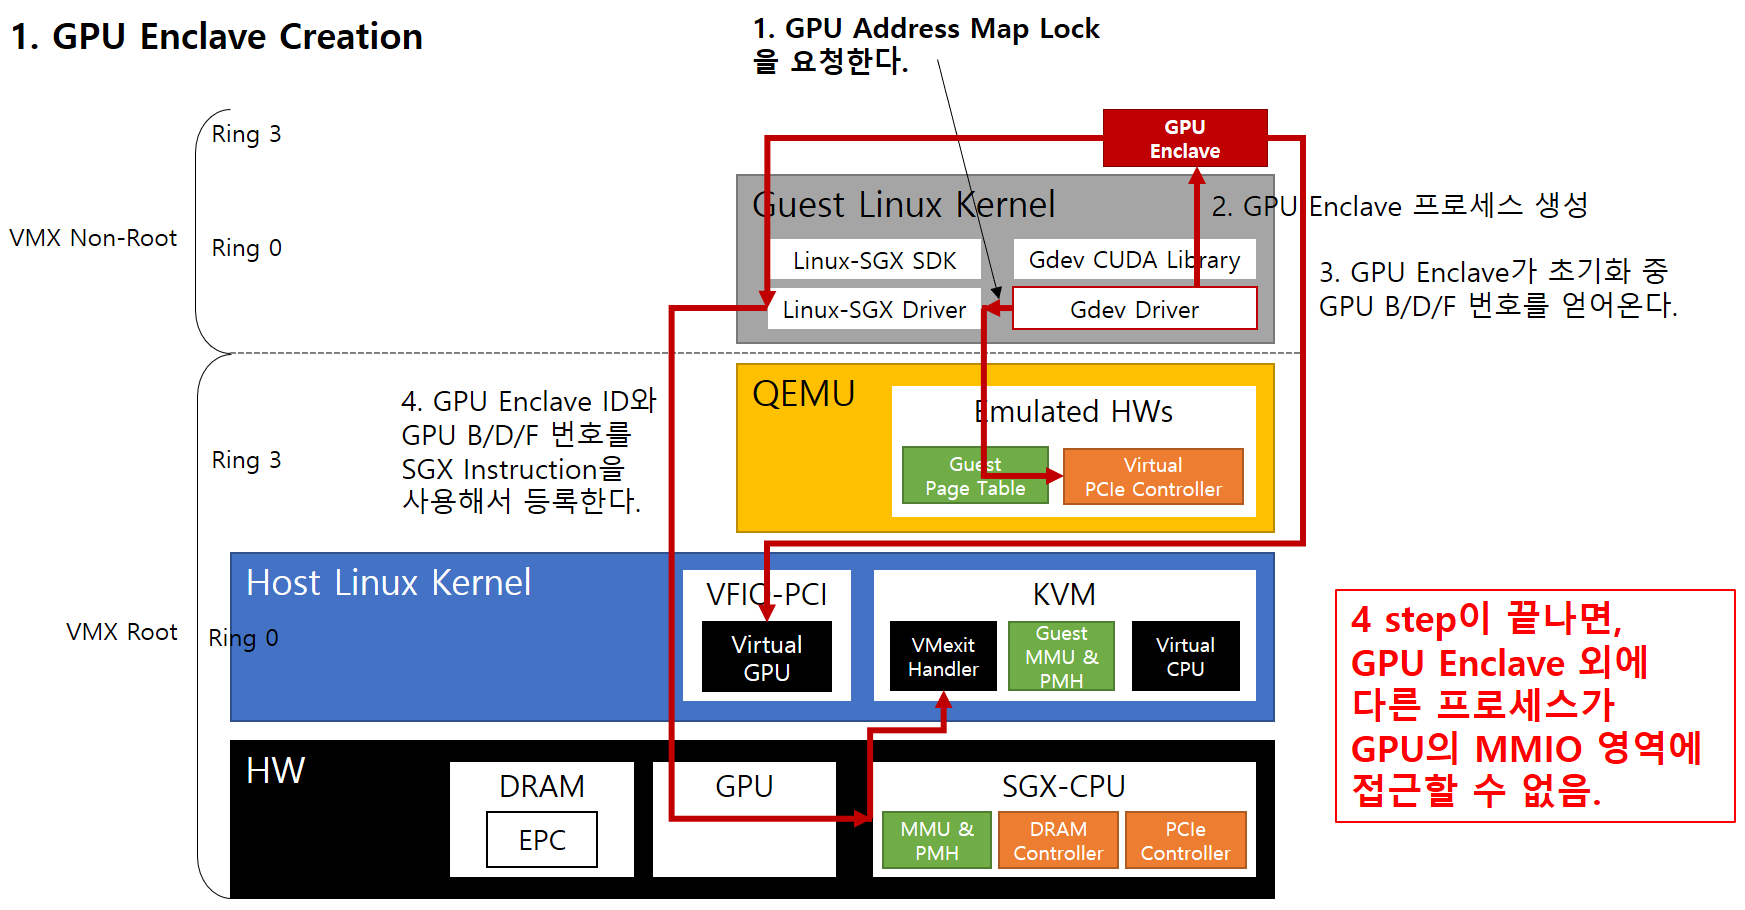 1. GPU Enclave Creation
1. GPU Address Map Lock
을 요청한다.
Ring 3
GPU
Enclave
Guest Linux Kernel
2. GPU Enclave 프로세스 생성
VMX Non-Root
Ring 0
Linux-SGX SDK
Gdev CUDA Library
3. GPU Enclave가 초기화 중
GPU B/D/F 번호를 얻어온다.
Linux-SGX Driver
Gdev Driver
QEMU
4. GPU Enclave ID와
GPU B/D/F 번호를
SGX Instruction을
사용해서 등록한다.
Emulated HWs
Ring 3
Guest
Page Table
Virtual
PCIe Controller
Host Linux Kernel
VFIO-PCI
KVM
VMX Root
Ring 0
Virtual
GPU
VMexit
Handler
Guest
MMU &
PMH
Virtual
CPU
4 step이 끝나면,
GPU Enclave 외에
다른 프로세스가
GPU의 MMIO 영역에
접근할 수 없음.
HW
DRAM
GPU
SGX-CPU
EPC
MMU &
PMH
DRAM
Controller
PCIe
Controller